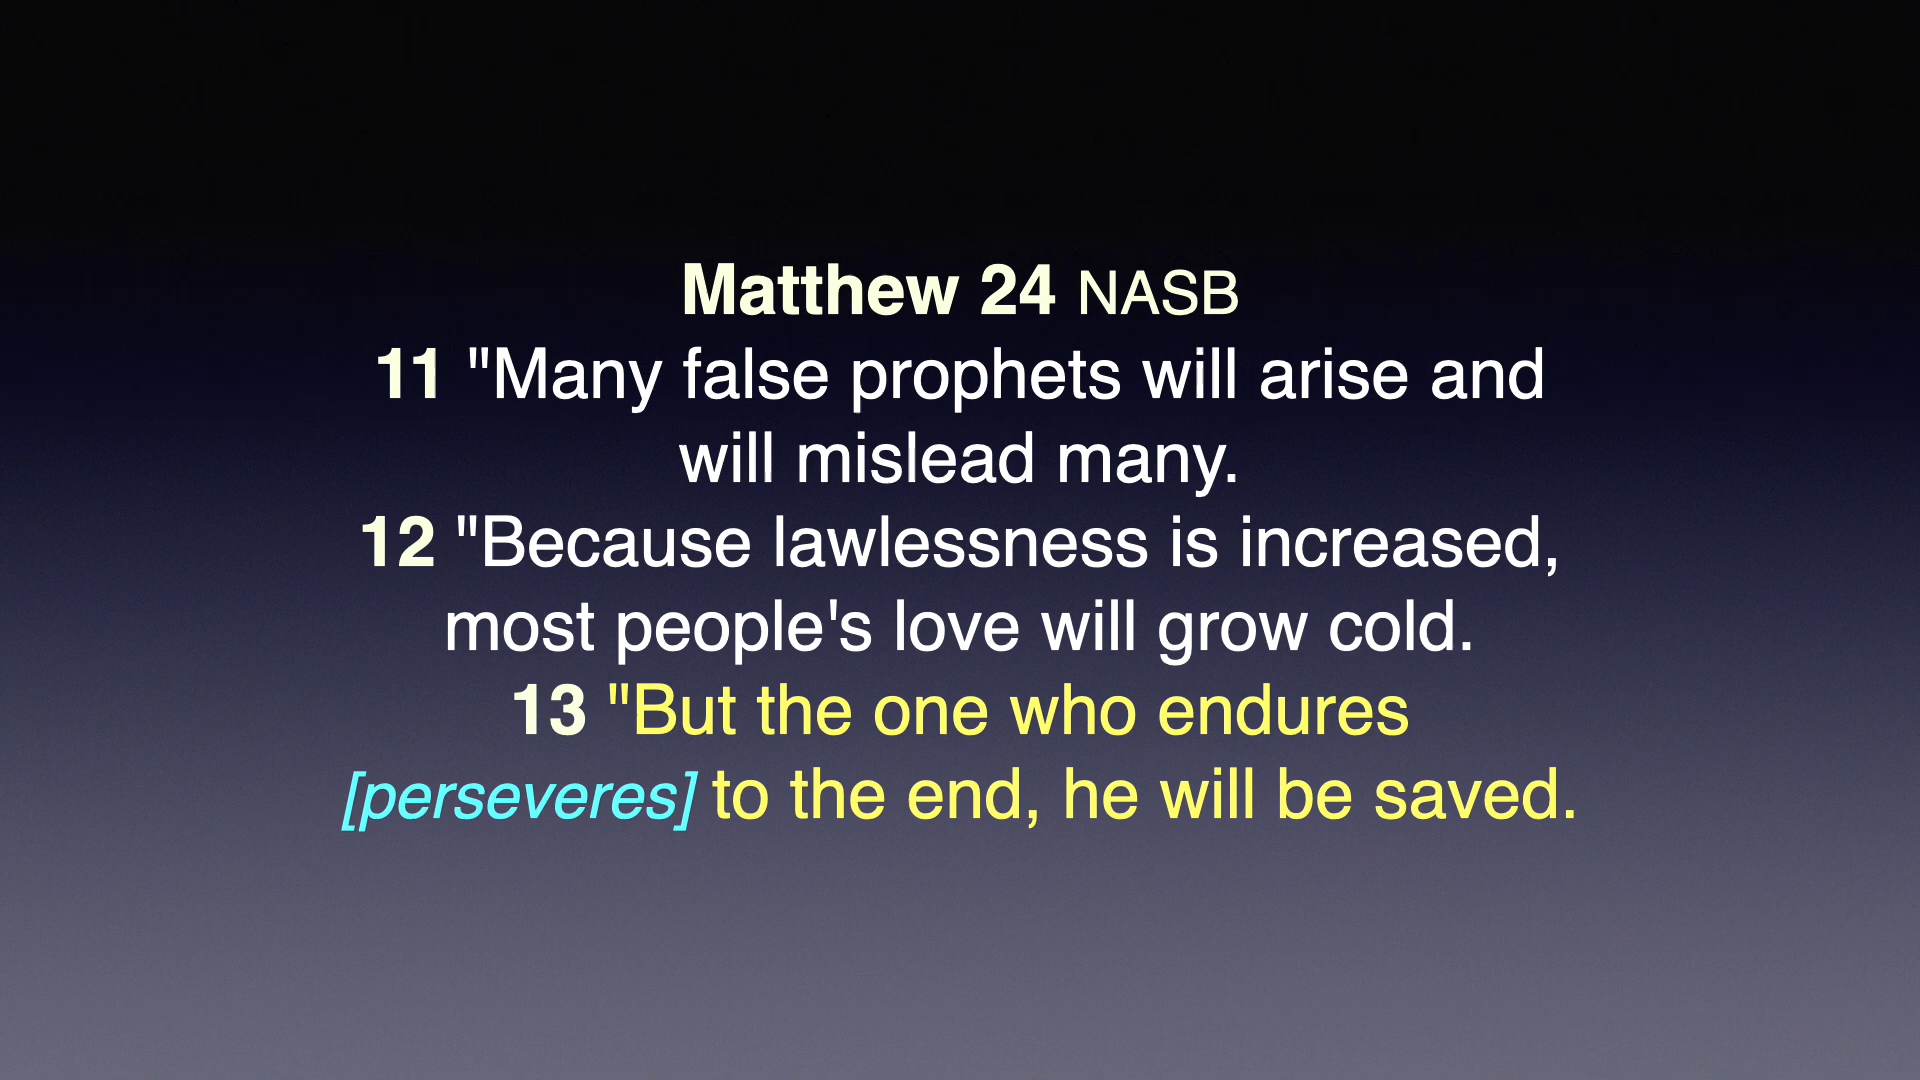 Matthew 24 NASB
11 "Many false prophets will arise and
will mislead many.
12 "Because lawlessness is increased,
most people's love will grow cold.
13 "But the one who endures
[perseveres] to the end, he will be saved.